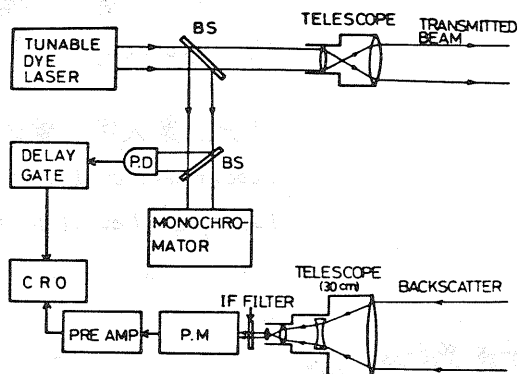 TUNABLE
DYE
LASER
BS
TELESCOPE
TRANSMITTED
BEAM
DELAY
GATE
P.D
BS
MONOCHRO-
MATOR
C R O
PRE AMP
P.M
IF FILTER
TELESCOPE
(30 cm)
BACKSCATTER